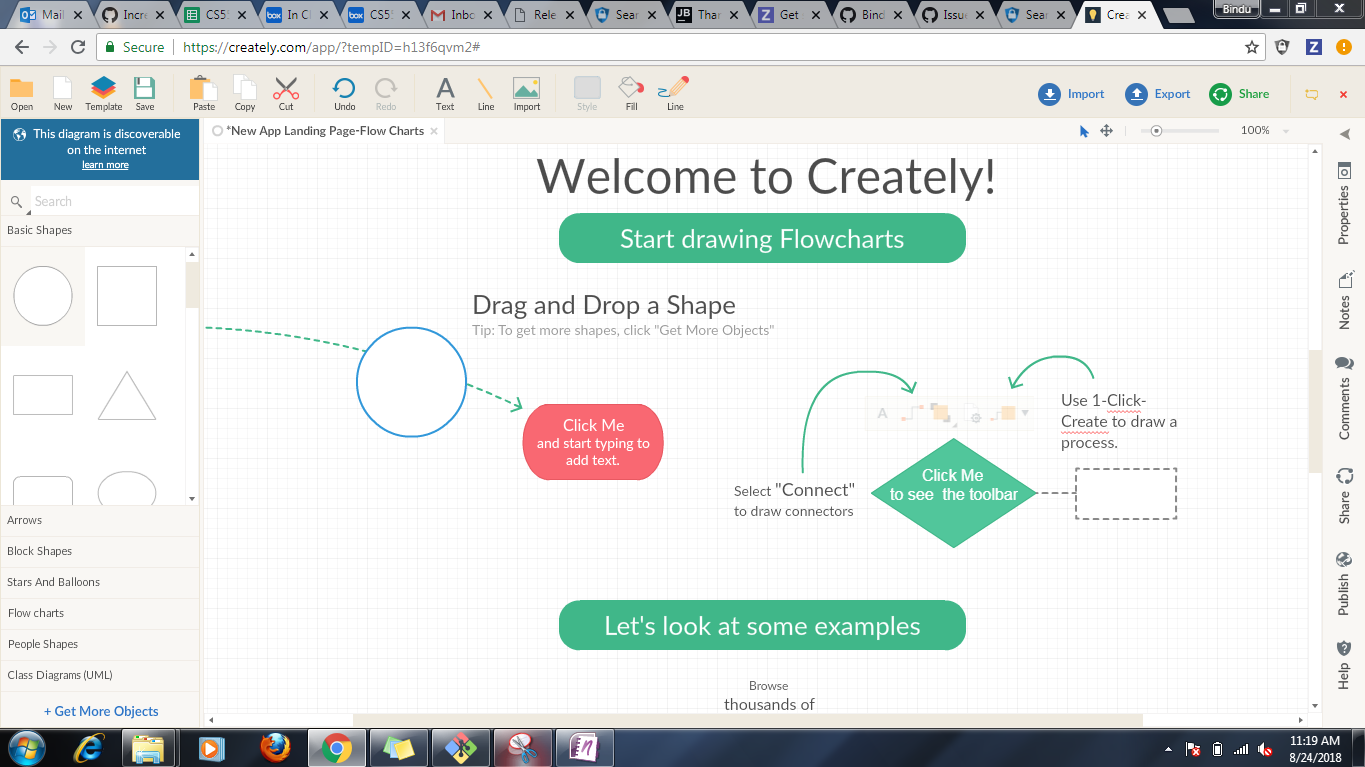 Mail
Incre
CS55
In Cl
CS55
Inbo
Rele
Sear
Thar
Get
Bind
Issue
Sear
Crea
Bindu
Secure
https://creately.com/app/?tempID=h13f6qvm2#
Open
New
Template
Save
Paste
Copy
Cut
Undo
Redo
Text
Line
Import
Style
Fill
Line
Import
Export
Share
This diagram is discoverable
on the internet
learn more
*New App Landing Page-Flow Charts
100%
Search
Basic Shapes
Arrows
Block Shapes
Stars And Balloons
Flow charts
People Shapes
Class Diagrams (UML)
+ Get More Objects
Welcome to Creately!
Start drawing Flowcharts
Drag and Drop a Shape
Tip: To get more shapes, click "Get More Objects"
Click Me
and start typing to
add text.
Select "Connect"
to draw connectors
A
Click Me
to see the toolbar
Use 1-Click-
Create to draw a
process.
Let's look at some examples
Browse
thousands of
Properties
Notes
Comments
Share
Publish
Help
11:19 AM
8/24/2018